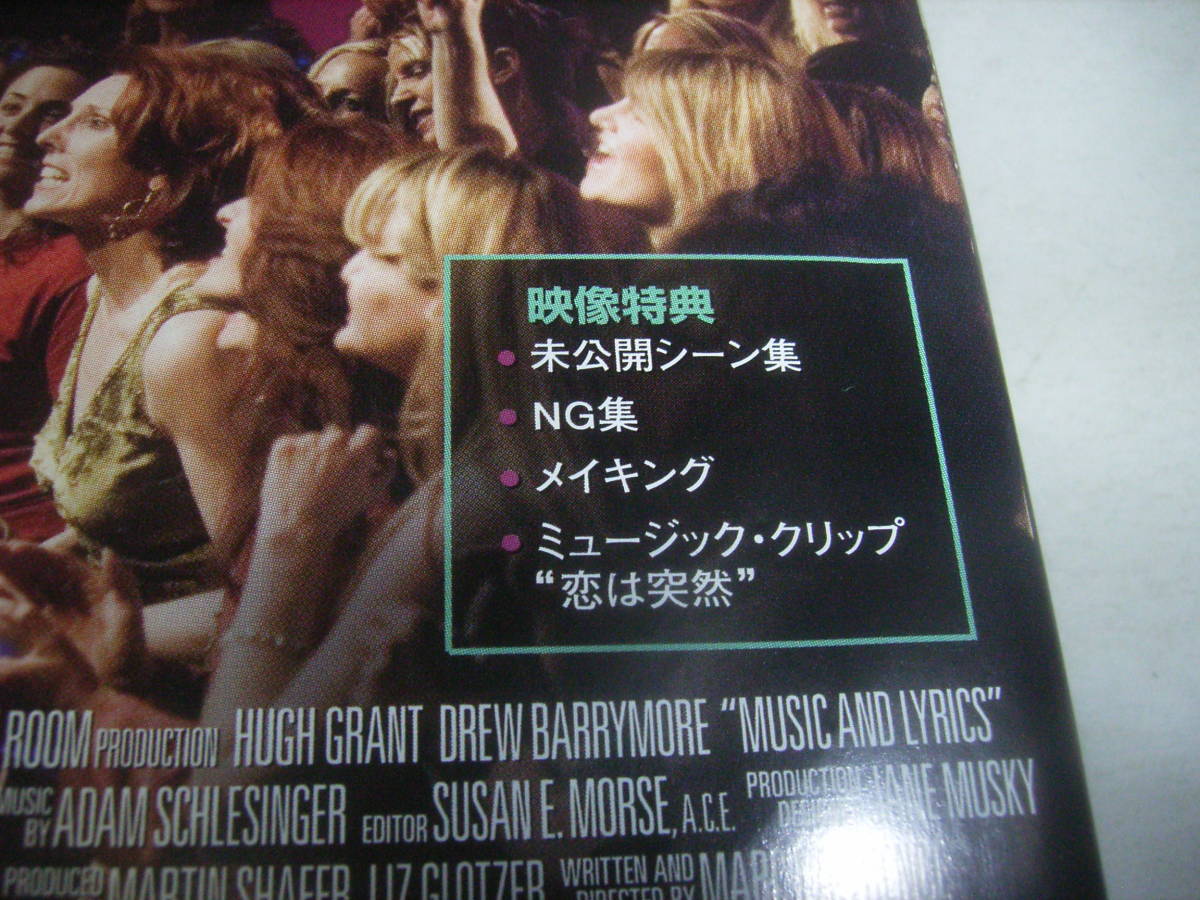 映像特典
• 未公開シーン集
• NG集
• メイキング
• ミュージック・クリップ
“恋は突然”
ROOM PRODUCTION HUGH GRANT DREW BARRYMORE “MUSIC AND LYRICS”
MUSIC BY ADAM SCHLESINGER EDITOR SUSAN E. MORSE, A.C.E. PRODUCTION JANE MUSKY
PRODUCED MARTIN SHAFER LIZ GLOTZER WRITTEN AND DIRECTED BY